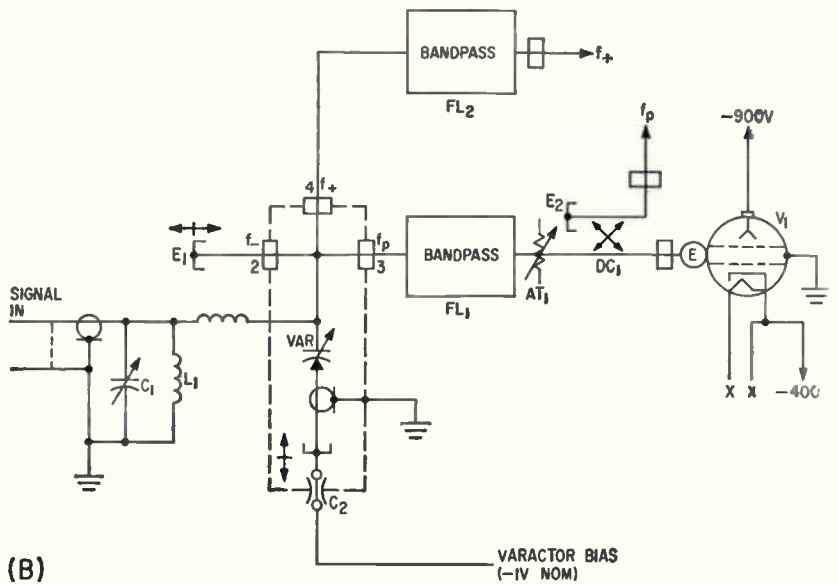 BANDPASS
f+
FL2
-900V
fp
E2
V1
4 f+
E1
f-
2
fp
3
BANDPASS
FL1
AT1
DC1
E
SIGNAL
IN
C1
L1
VAR
X X -400
C2
VARACTOR BIAS
(-1V NOM)
(B)